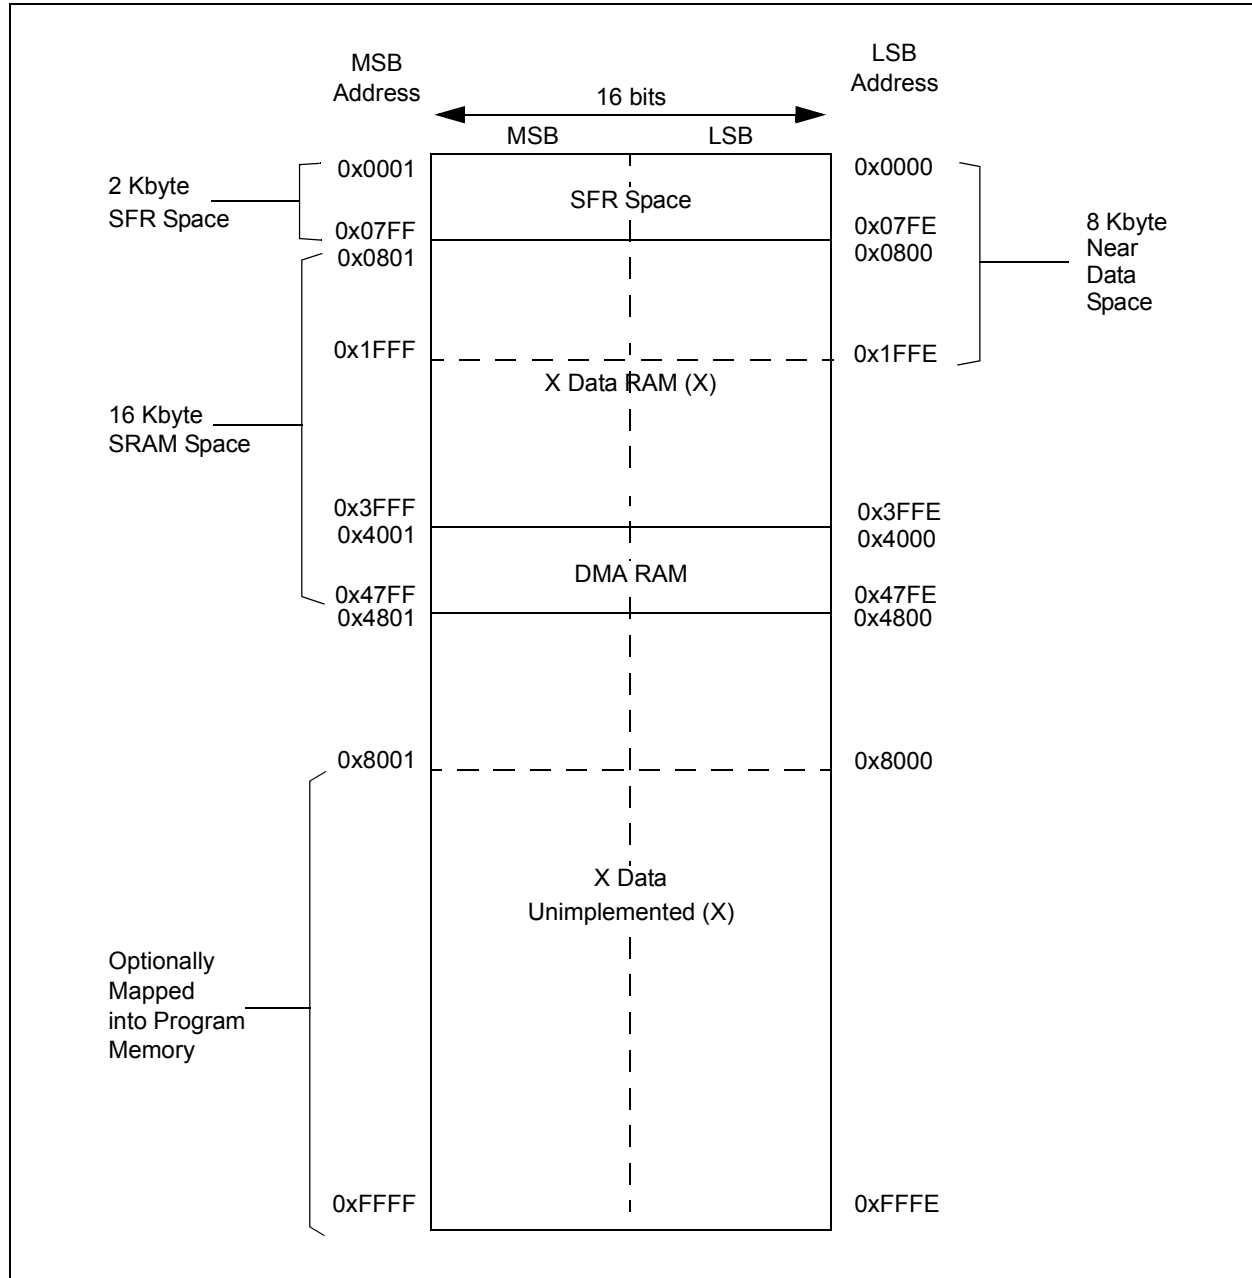 MSB
Address
LSB
Address
16 bits
MSB
LSB
0x0001
0x0000
2 Kbyte
SFR Space
SFR Space
0x07FF
0x07FE
0x0801
0x0800
8 Kbyte
Near
Data
Space
0x1FFF
0x1FFE
X Data RAM (X)
16 Kbyte
SRAM Space
0x3FFF
0x3FFE
0x4001
0x4000
DMA RAM
0x47FF
0x47FE
0x4801
0x4800
0x8001
0x8000
X Data
Unimplemented (X)
Optionally
Mapped
into Program
Memory
0xFFFF
0xFFFE